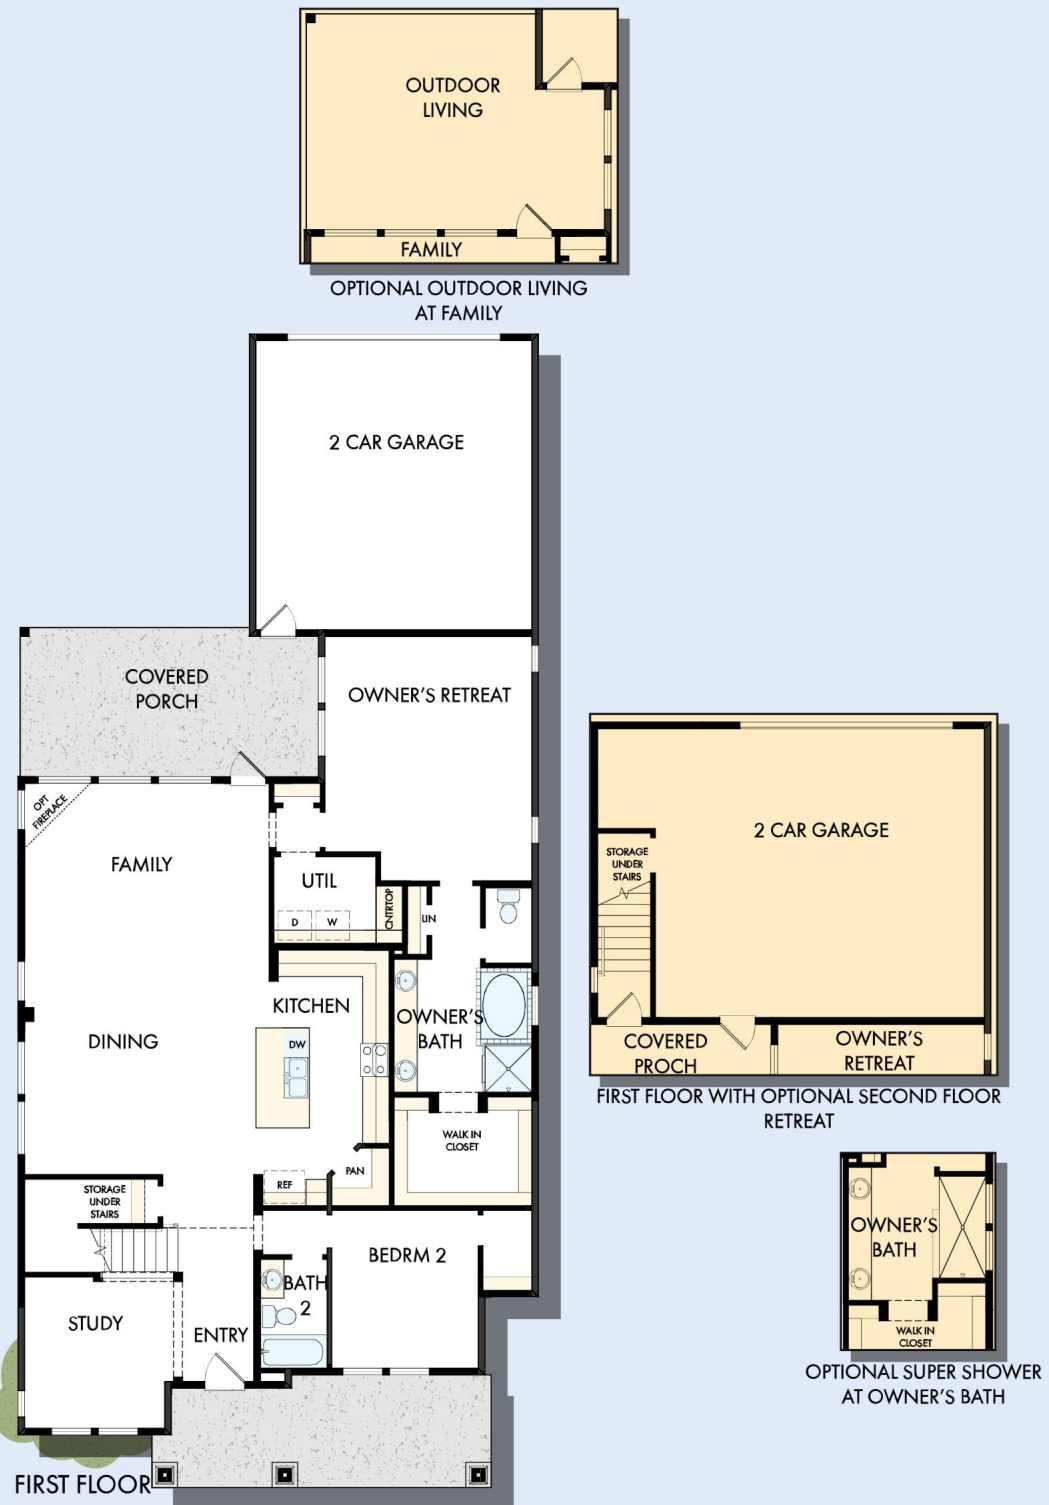 OUTDOOR
LIVING
FAMILY
OPTIONAL OUTDOOR LIVING
AT FAMILY
2 CAR GARAGE
COVERED
PORCH
OWNER'S RETREAT
OPT
FIREPLACE
FAMILY
UTIL
D
W
CNTRTOP
LIN
KITCHEN
DW
OWNER'S
BATH
DINING
WALK IN
CLOSET
PAN
REF
STORAGE
UNDER
STAIRS
BEDRM 2
BATH
2
STUDY
ENTRY
FIRST FLOOR
2 CAR GARAGE
STORAGE
UNDER
STAIRS
COVERED
PROCH
OWNER'S
RETREAT
FIRST FLOOR WITH OPTIONAL SECOND FLOOR
RETREAT
OWNER'S
BATH
WALK IN
CLOSET
OPTIONAL SUPER SHOWER
AT OWNER'S BATH